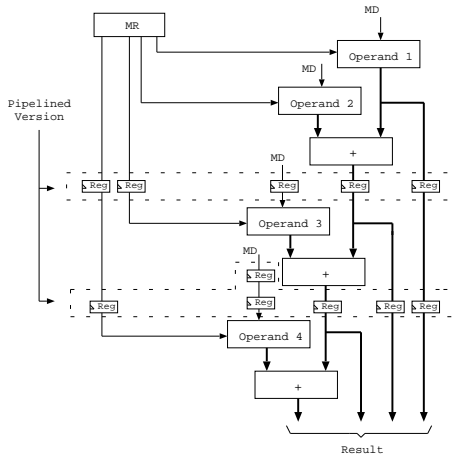 MD
MR
Operand 1
MD
Operand 2
Pipelined
Version
+
MD
Reg
Reg
Reg
Reg
Reg
Operand 3
MD
Reg
+
Reg
Reg
Reg
Reg
Reg
Operand 4
+
Result